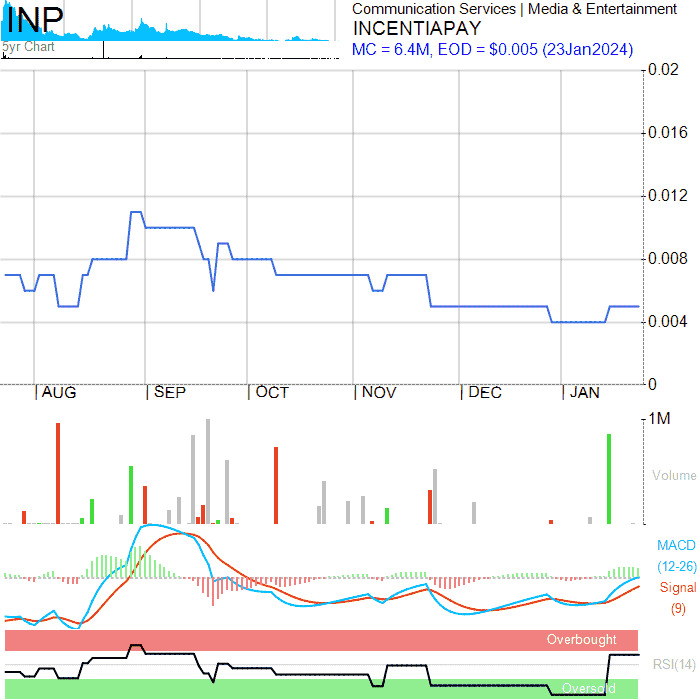 INP
Communication Services | Media & Entertainment
INCENTIAPAY
5yr Chart
MC = 6.4M, EOD = $0.005 (23Jan2024)
0.02
0.016
0.012
0.008
0.004
0
AUG SEP OCT NOV DEC JAN
1M
Volume
MACD
(12-26)
Signal
(9)
Overbought
RSI(14)
Oversold